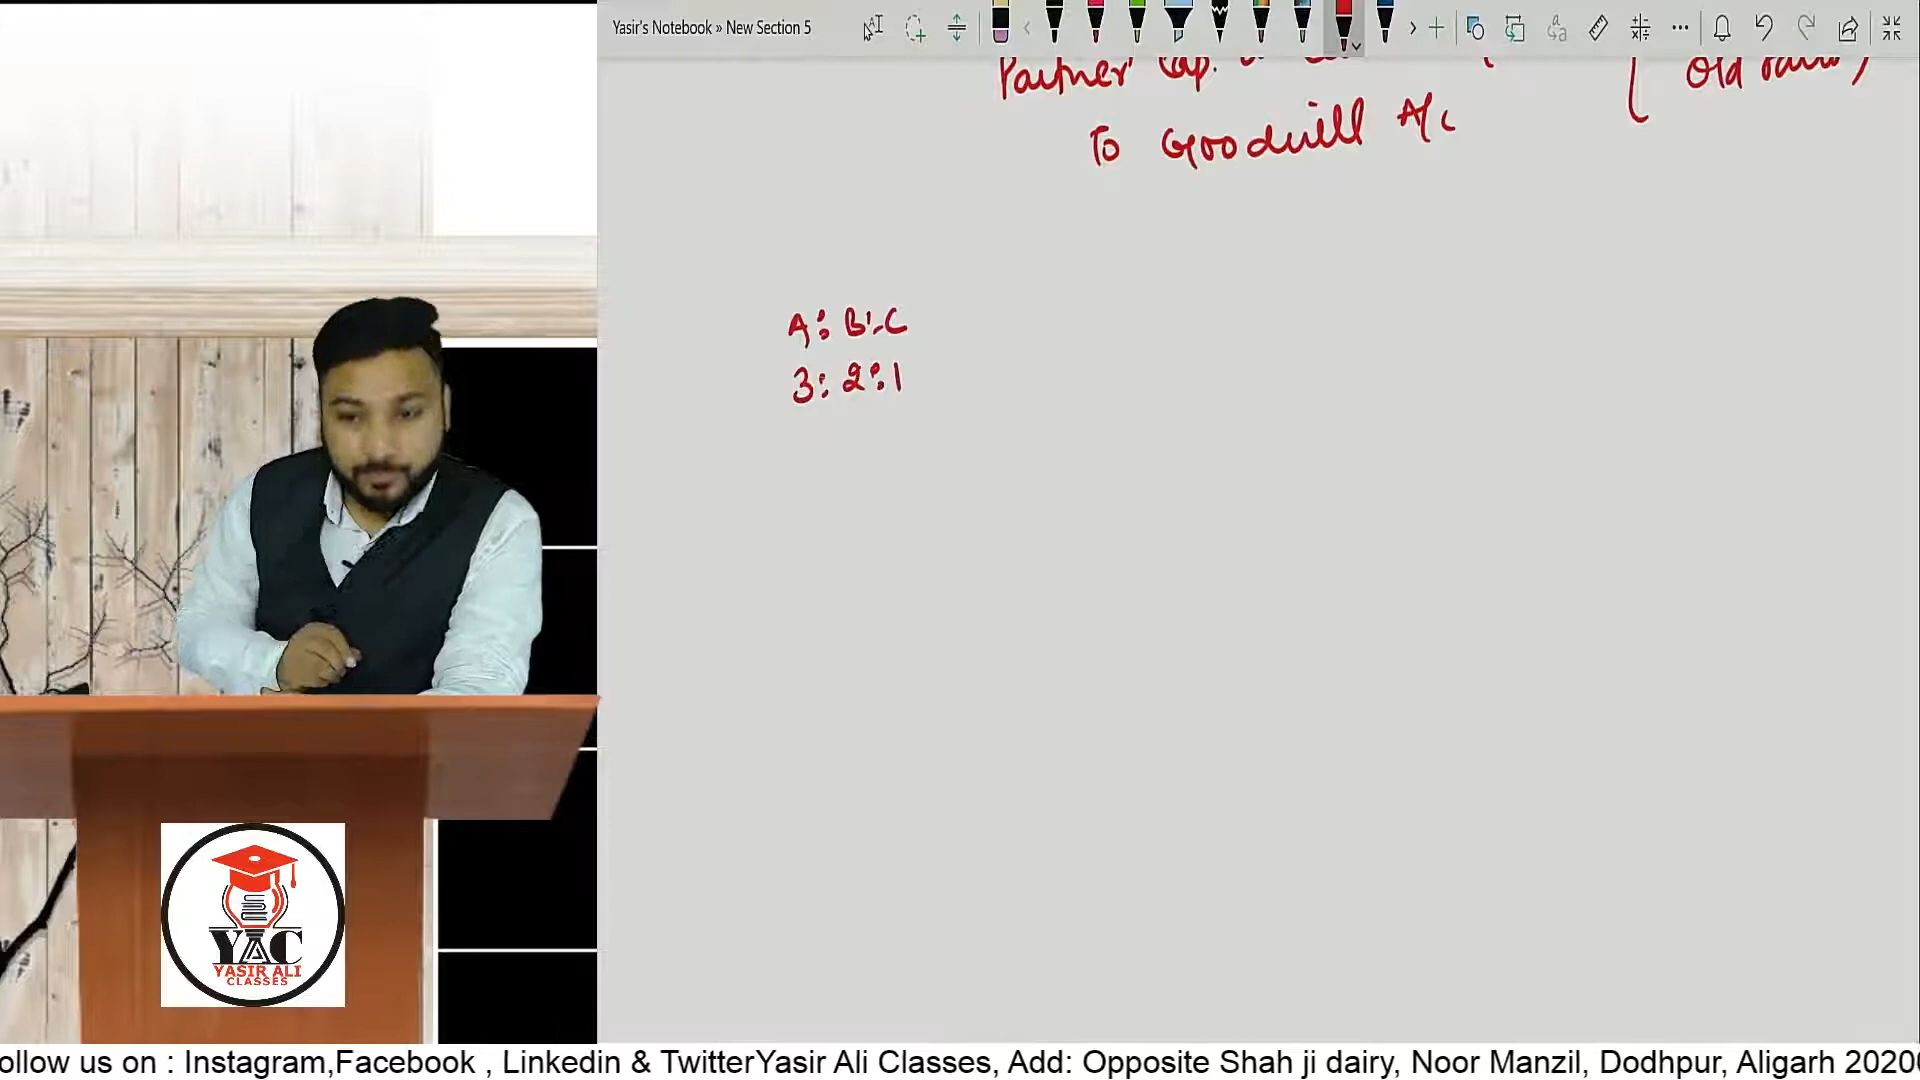 Yasir's Notebook » New Section 5
Partner' Cap.
Old
To Goodwill A/c
A : B : C
3 : 2 : 1
YAC
YASIR ALI
CLASSES
ollow us on : Instagram,Facebook , Linkedin & TwitterYasir Ali Classes, Add: Opposite Shah ji dairy, Noor Manzil, Dodhpur, Aligarh 2020